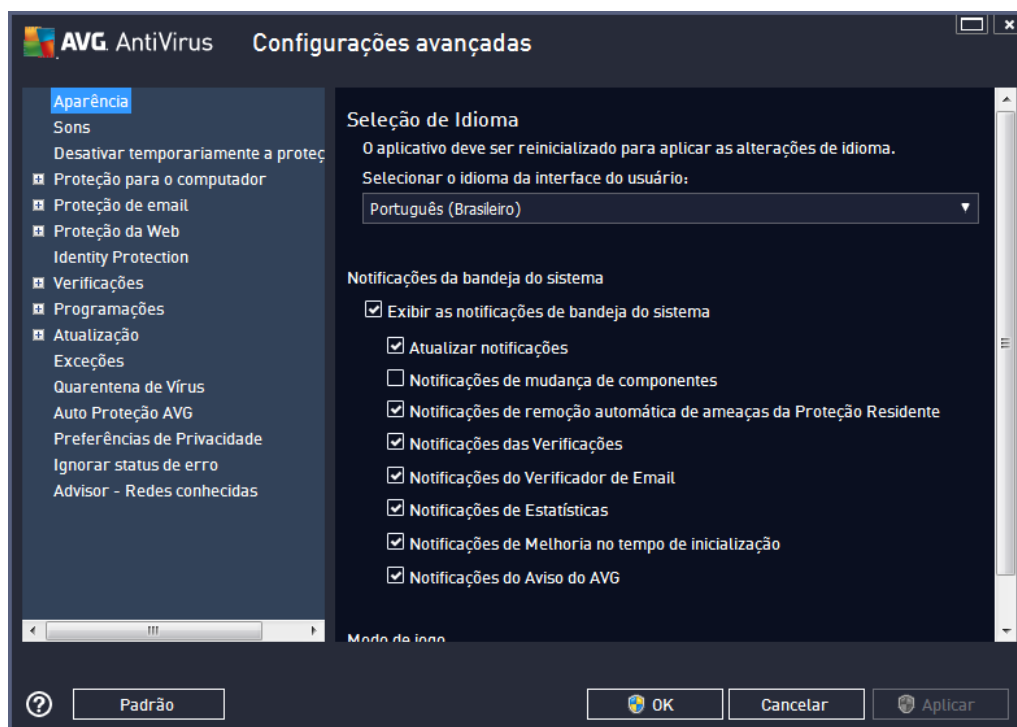 AVG. AntiVirus Configurações avançadas
Aparência
Sons
Desativar temporariamente a proteç
Proteção para o computador
Proteção de email
Proteção da Web
Identity Protection
Verificações
Programações
Atualização
Exceções
Quarentena de Vírus
Auto Proteção AVG
Preferências de Privacidade
Ignorar status de erro
Advisor - Redes conhecidas
Seleção de Idioma
O aplicativo deve ser reinicializado para aplicar as alterações de idioma.
Selecionar o idioma da interface do usuário:
Português (Brasileiro)
Notificações da bandeja do sistema
Exibir as notificações de bandeja do sistema
Atualizar notificações
Notificações de mudança de componentes
Notificações de remoção automática de ameaças da Proteção Residente
Notificações das Verificações
Notificações do Verificador de Email
Notificações de Estatísticas
Notificações de Melhoria no tempo de inicialização
Notificações do Aviso do AVG
Modo de jogo
Padrão
OK
Cancelar
Aplicar